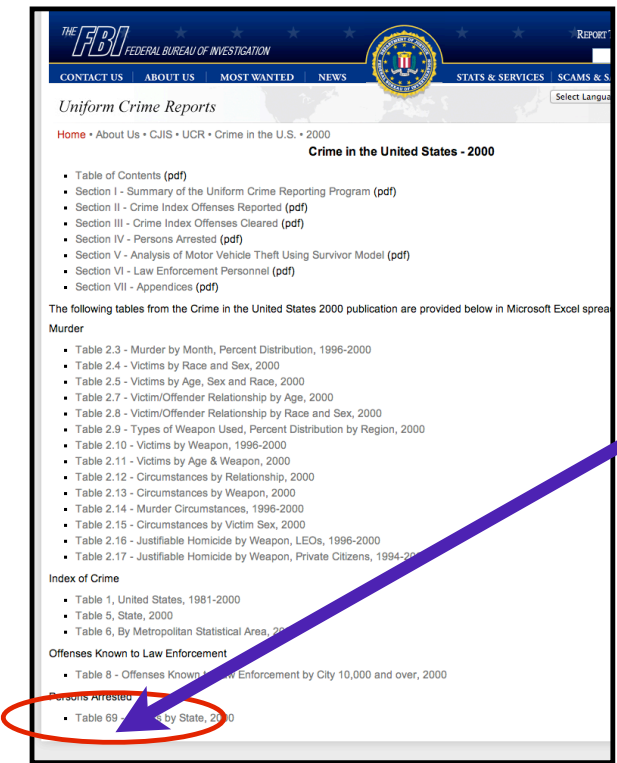 THE FBI FEDERAL BUREAU OF INVESTIGATION
REPORT
CONTACT US ABOUT US MOST WANTED NEWS STATS & SERVICES SCAMS & S
Uniform Crime Reports
Select Langua
Home • About Us • CJIS • UCR • Crime in the U.S. • 2000
Crime in the United States - 2000
Table of Contents (pdf)
Section I - Summary of the Uniform Crime Reporting Program (pdf)
Section II - Crime Index Offenses Reported (pdf)
Section III - Crime Index Offenses Cleared (pdf)
Section IV - Persons Arrested (pdf)
Section V - Analysis of Motor Vehicle Theft Using Survivor Model (pdf)
Section VI - Law Enforcement Personnel (pdf)
Section VII - Appendices (pdf)
The following tables from the Crime in the United States 2000 publication are provided below in Microsoft Excel sprea
Murder
Table 2.3 - Murder by Month, Percent Distribution, 1996-2000
Table 2.4 - Victims by Race and Sex, 2000
Table 2.5 - Victims by Age, Sex and Race, 2000
Table 2.7 - Victim/Offender Relationship by Age, 2000
Table 2.8 - Victim/Offender Relationship by Race and Sex, 2000
Table 2.9 - Types of Weapon Used, Percent Distribution by Region, 2000
Table 2.10 - Victims by Weapon, 1996-2000
Table 2.11 - Victims by Age & Weapon, 2000
Table 2.12 - Circumstances by Relationship, 2000
Table 2.13 - Circumstances by Weapon, 2000
Table 2.14 - Murder Circumstances, 1996-2000
Table 2.15 - Circumstances by Victim Sex, 2000
Table 2.16 - Justifiable Homicide by Weapon, LEOs, 1996-2000
Table 2.17 - Justifiable Homicide by Weapon, Private Citizens, 1994-20
Index of Crime
Table 1, United States, 1981-2000
Table 5, State, 2000
Table 6, By Metropolitan Statistical Area, 20
Offenses Known to Law Enforcement
Table 8 - Offenses Known Law Enforcement by City 10,000 and over, 2000
Persons Arrested
Table 69 - by State, 2000